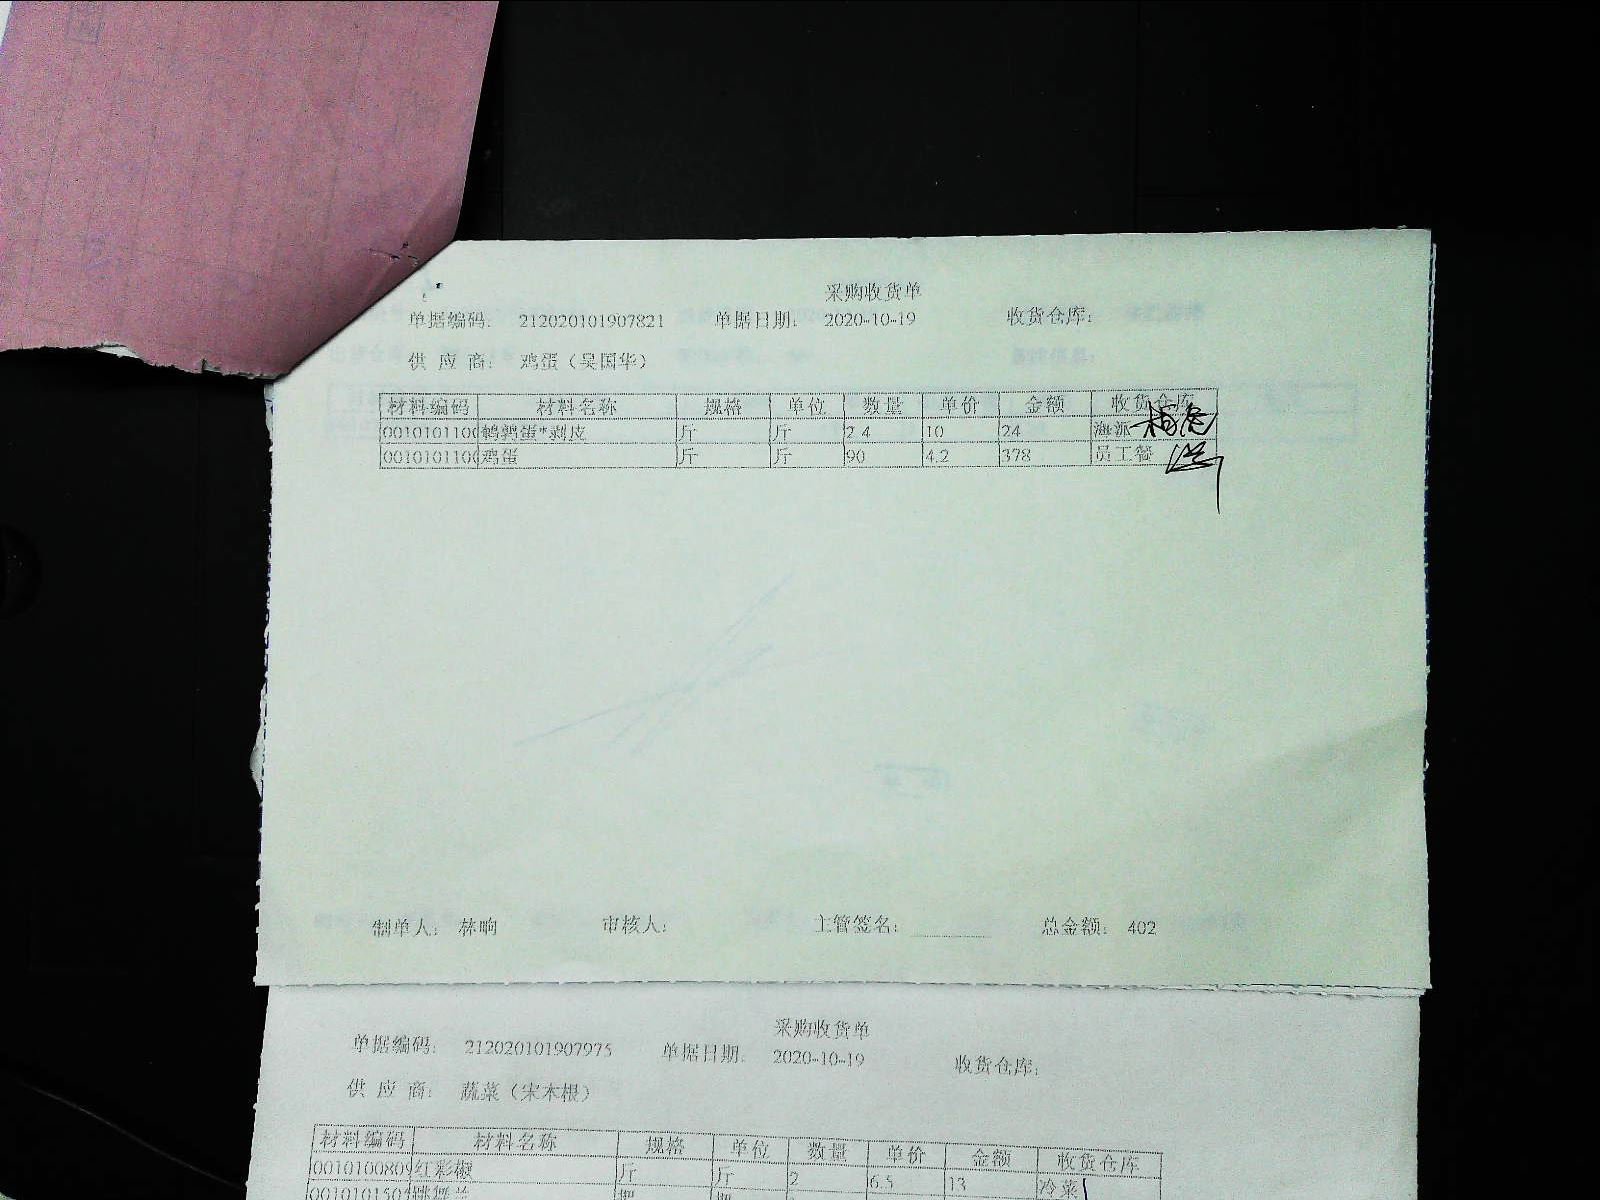 采购收货单
单据编码： 212020101907821 单据日期： 2020-10-19 收货仓库：
供 应 商： 鸡蛋（吴国华）
材料编码 材料名称 规格 单位 数量 单价 金额 收货仓库
0010101100 鹌鹑蛋*剥皮 斤 斤 2.4 10 24 海派
0010101100 鸡蛋 斤 斤 90 4.2 378 员工餐
制单人： 林响 审核人： 主管签名： 总金额： 402
采购收货单
单据编码： 212020101907975 单据日期： 2020-10-19 收货仓库：
供 应 商： 蔬菜（宋本根）
材料编码 材料名称 规格 单位 数量 单价 金额 收货仓库
0010100809 红彩椒 斤 斤 2 6.5 13 冷菜